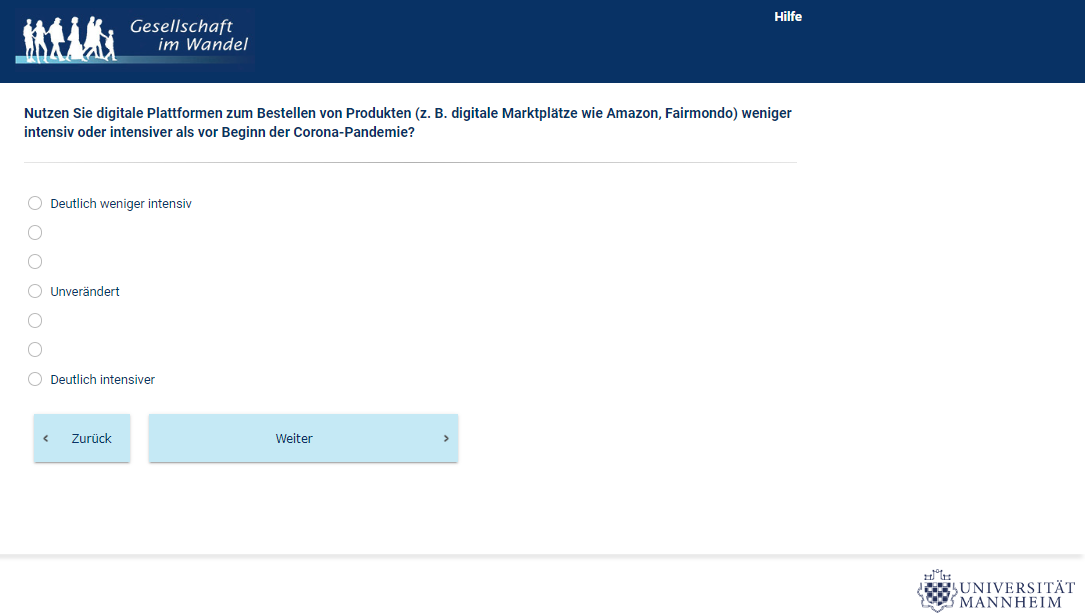 Gesellschaft
im Wandel
Hilfe
Nutzen Sie digitale Plattformen zum Bestellen von Produkten (z. B. digitale Marktplätze wie Amazon, Fairmondo) weniger
intensiv oder intensiver als vor Beginn der Corona-Pandemie?
Deutlich weniger intensiv
Unverändert
Deutlich intensiver
Zurück
Weiter
UNIVERSITÄT
MANNHEIM